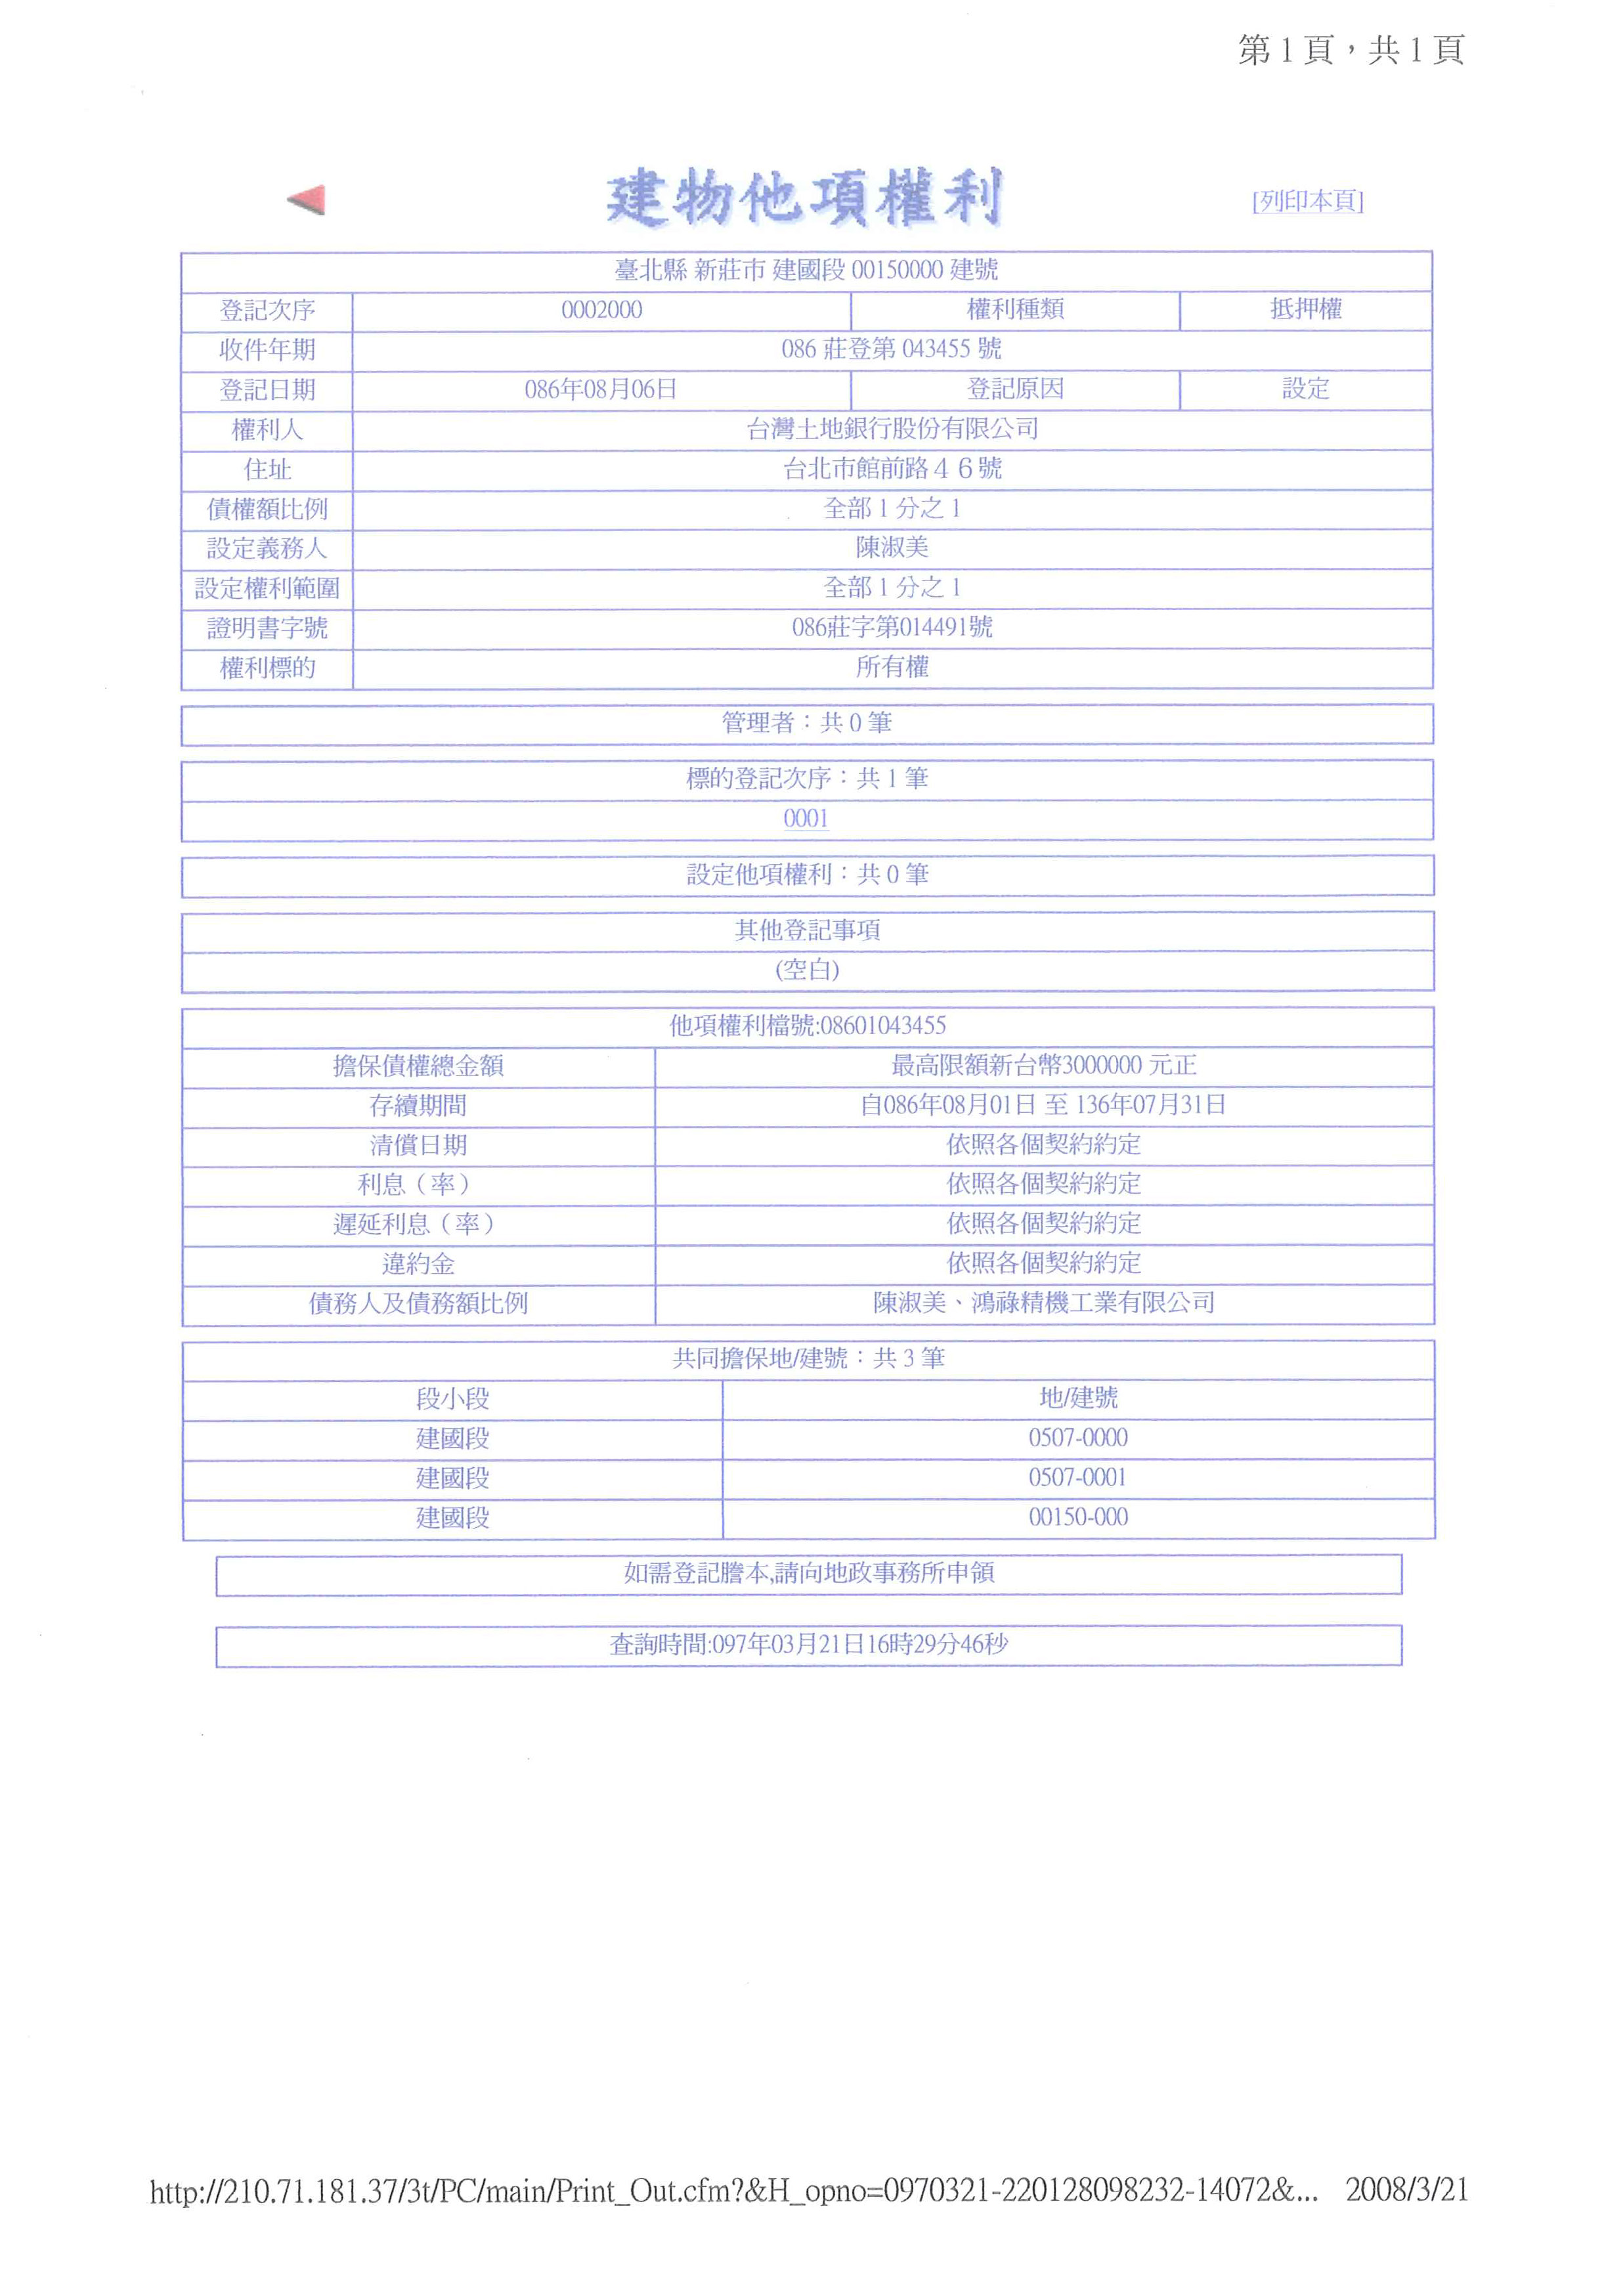 第1頁，共1頁
建物他項權利
[列印本頁]
臺北縣 新莊市 建國段 00150000 建號
登記次序 0002000 權利種類 抵押權
收件年期 086 莊登第 043455 號
登記日期 086年08月06日 登記原因 設定
權利人 台灣土地銀行股份有限公司
住址 台北市館前路４６號
債權額比例 全部 1 分之 1
設定義務人 陳淑美
設定權利範圍 全部 1 分之 1
證明書字號 086莊字第014491號
權利標的 所有權
管理者：共 0 筆
標的登記次序：共 1 筆
0001
設定他項權利：共 0 筆
其他登記事項
(空白)
他項權利檔號:08601043455
擔保債權總金額 最高限額新台幣3000000 元正
存續期間 自086年08月01日 至 136年07月31日
清償日期 依照各個契約約定
利息（率） 依照各個契約約定
遲延利息（率） 依照各個契約約定
違約金 依照各個契約約定
債務人及債務額比例 陳淑美、鴻祿精機工業有限公司
共同擔保地/建號：共 3 筆
段小段 地/建號
建國段 0507-0000
建國段 0507-0001
建國段 00150-000
如需登記謄本,請向地政事務所申領
查詢時間:097年03月21日16時29分46秒
http://210.71.181.37/3t/PC/main/Print_Out.cfm?&H_opno=0970321-220128098232-14072&... 2008/3/21